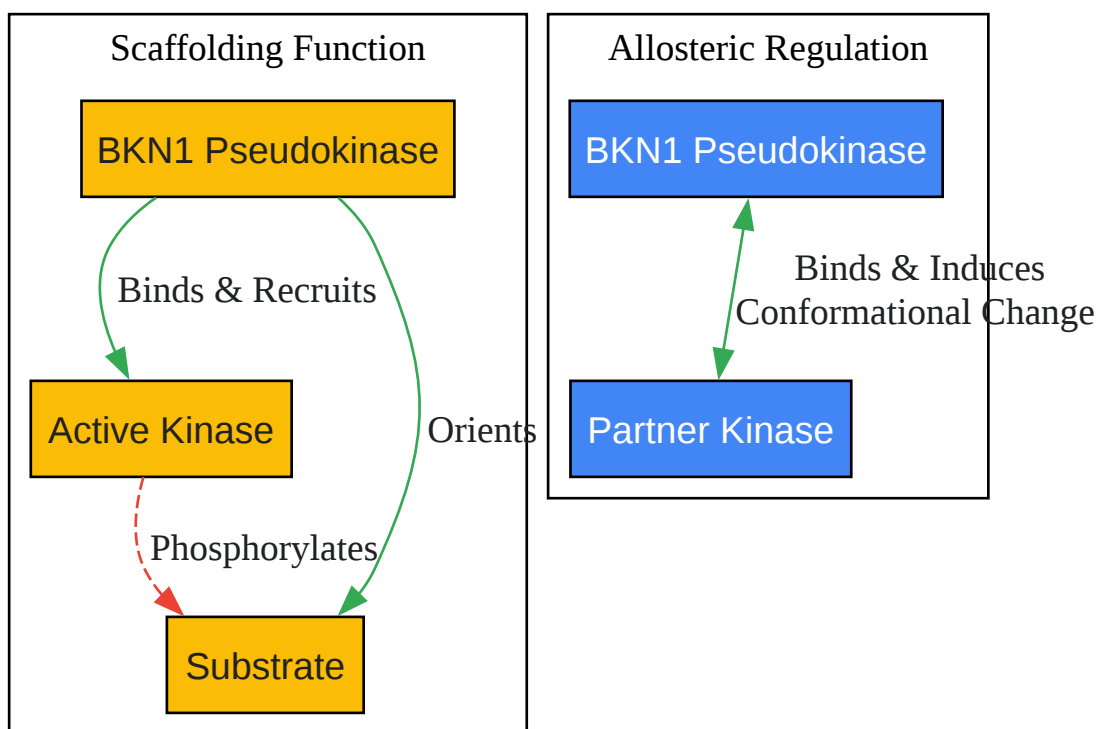 Scaffolding Function
BKN1 Pseudokinase
Binds & Recruits
Active Kinase
Orients
Phosphorylates
Substrate
Allosteric Regulation
BKN1 Pseudokinase
Binds & Induces
Conformational Change
Partner Kinase